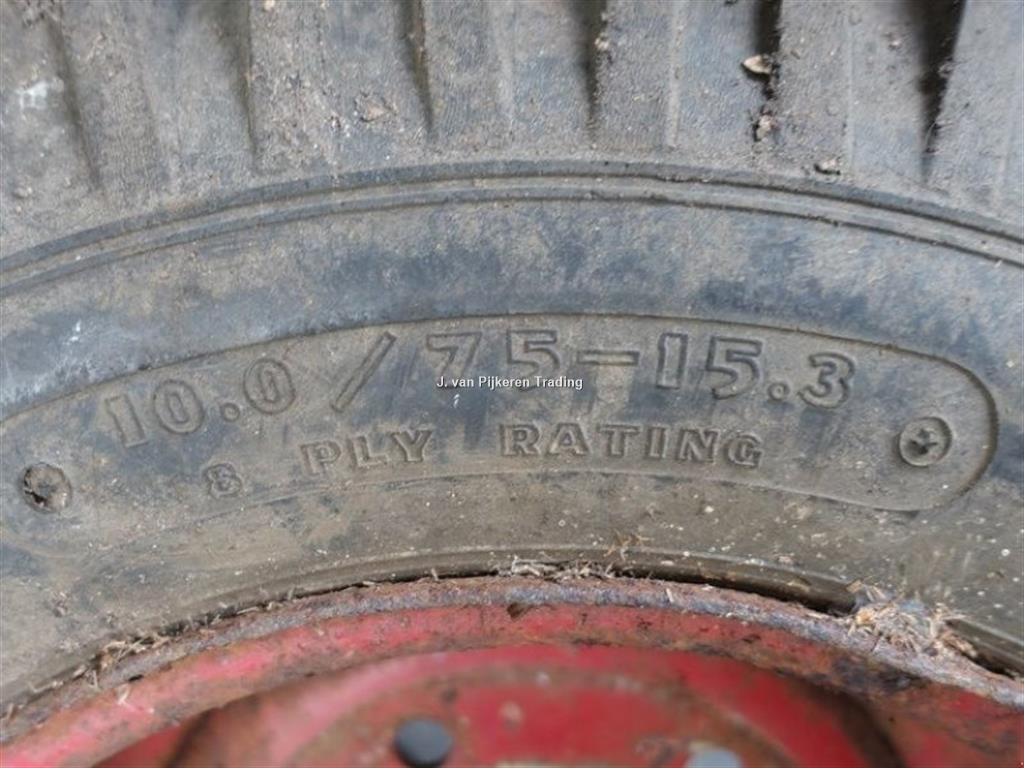 10.0/75-15.3
J. van Pijkeren Trading
8 PLY RATING